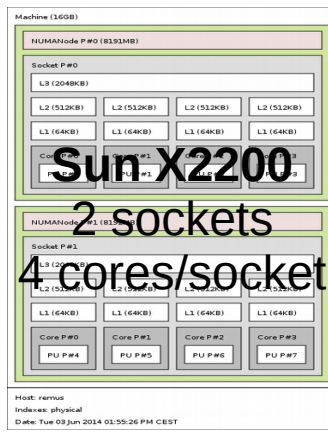 Machine (16GB)
NUMANode P#0 (8191MB)
Socket P#0
L3 (2048KB)
L2 (512KB) L2 (512KB) L2 (512KB) L2 (512KB)
L1 (64KB) L1 (64KB) L1 (64KB) L1 (64KB)
Sun X2200
2 sockets
NUMANode P#1
Socket P#1
4 cores/socket
L1 (64KB) L1 (64KB) L1 (64KB) L1 (64KB)
Core P#0 Core P#1 Core P#2 Core P#3
PU P#4 PU P#5 PU P#6 PU P#7
Host: remus
Indexes: physical
Date: Tue 03 Jun 2014 01:55:26 PM CEST